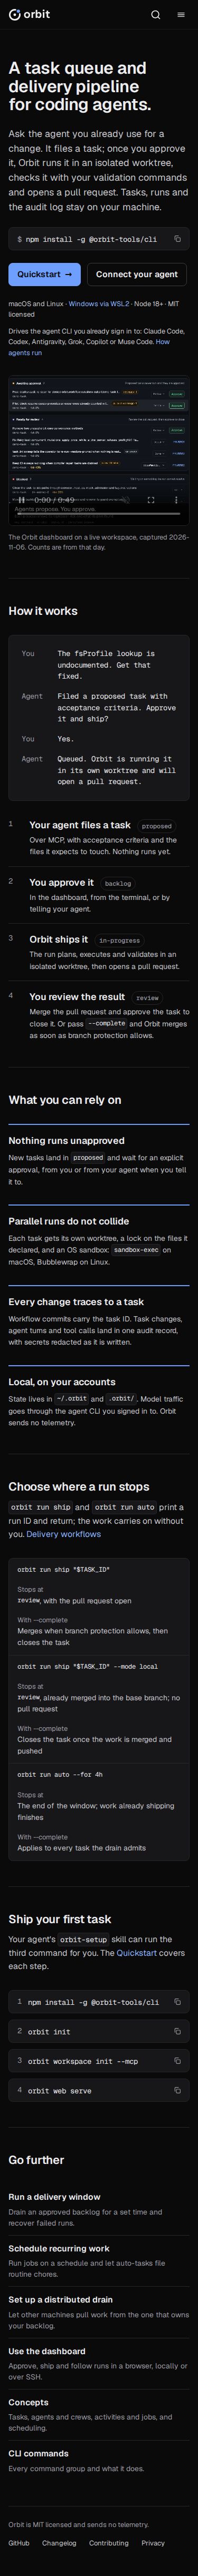 orbit
A task queue and
delivery pipeline
for coding agents.
Ask the agent you already use for a
change. It files a task; once you approve
it, Orbit runs it in an isolated worktree,
checks it with your validation commands
and opens a pull request. Tasks, runs and
the audit log stay on your machine.
$ npm install -g @orbit-tools/cli
Quickstart →
Connect your agent
macOS and Linux · Windows via WSL2 · Node 18+ · MIT
licensed
Drives the agent CLI you already sign in to: Claude Code,
Codex, Antigravity, Grok, Copilot or Muse Code. How
agents run
0:00 / 0:49
Agents propose. You approve.
The Orbit dashboard on a live workspace, captured 2026-
11-06. Counts are from that day.
How it works
You The fsProfile lookup is
undocumented. Get that
fixed.
Agent Filed a proposed task with
acceptance criteria. Approve
it and ship?
You Yes.
Agent Queued. Orbit is running it
in its own worktree and will
open a pull request.
1 Your agent files a task proposed
Over MCP, with acceptance criteria and the
files it expects to touch. Nothing runs yet.
2 You approve it backlog
In the dashboard, from the terminal, or by
telling your agent.
3 Orbit ships it in-progress
The run plans, executes and validates in an
isolated worktree, then opens a pull request.
4 You review the result review
Merge the pull request and approve the task to
close it. Or pass --complete and Orbit merges
as soon as branch protection allows.
What you can rely on
Nothing runs unapproved
New tasks land in proposed and wait for an explicit
approval, from you or from your agent when you tell
it to.
Parallel runs do not collide
Each task gets its own worktree, a lock on the files it
declared, and an OS sandbox: sandbox-exec on
macOS, Bubblewrap on Linux.
Every change traces to a task
Workflow commits carry the task ID. Task changes,
agent turns and tool calls land in one audit record,
with secrets redacted as it is written.
Local, on your accounts
State lives in ~/.orbit and .orbit/. Model traffic
goes through the agent CLI you signed in to. Orbit
sends no telemetry.
Choose where a run stops
orbit run ship and orbit run auto print a
run ID and return; the work carries on without
you. Delivery workflows
orbit run ship "$TASK_ID"
Stops at
review, with the pull request open
With --complete
Merges when branch protection allows, then
closes the task
orbit run ship "$TASK_ID" --mode local
Stops at
review, already merged into the base branch; no
pull request
With --complete
Closes the task once the work is merged and
pushed
orbit run auto --for 4h
Stops at
The end of the window; work already shipping
finishes
With --complete
Applies to every task the drain admits
Ship your first task
Your agent's orbit-setup skill can run the
third command for you. The Quickstart covers
each step.
1 npm install -g @orbit-tools/cli
2 orbit init
3 orbit workspace init --mcp
4 orbit web serve
Go further
Run a delivery window
Drain an approved backlog for a set time and
recover failed runs.
Schedule recurring work
Run jobs on a schedule and let auto-tasks file
routine chores.
Set up a distributed drain
Let other machines pull work from the one that owns
your backlog.
Use the dashboard
Approve, ship and follow runs in a browser, locally or
over SSH.
Concepts
Tasks, agents and crews, activities and jobs, and
scheduling.
CLI commands
Every command group and what it does.
Orbit is MIT licensed and sends no telemetry.
GitHub Changelog Contributing Privacy